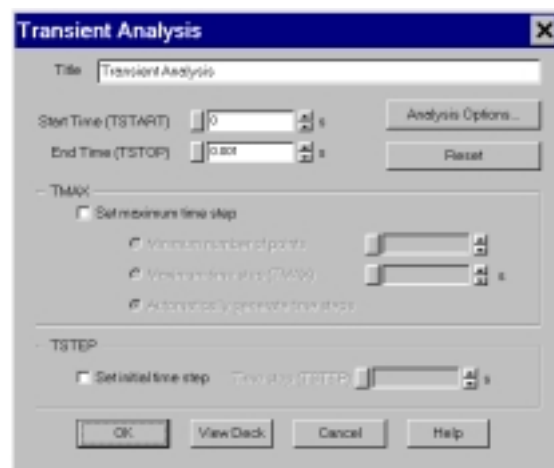 Transient Analysis
Title Transient Analysis
Start Time (TSTART) 0 s
Analysis Options...
End Time (TSTOP) 0.001 s
Reset
TMAX
Set maximum time step
Minimum number of points
Maximum time step (TMAX) s
Automatically generate time steps
TSTEP
Set initial time step Time step (TSTEP) s
OK View Deck Cancel Help